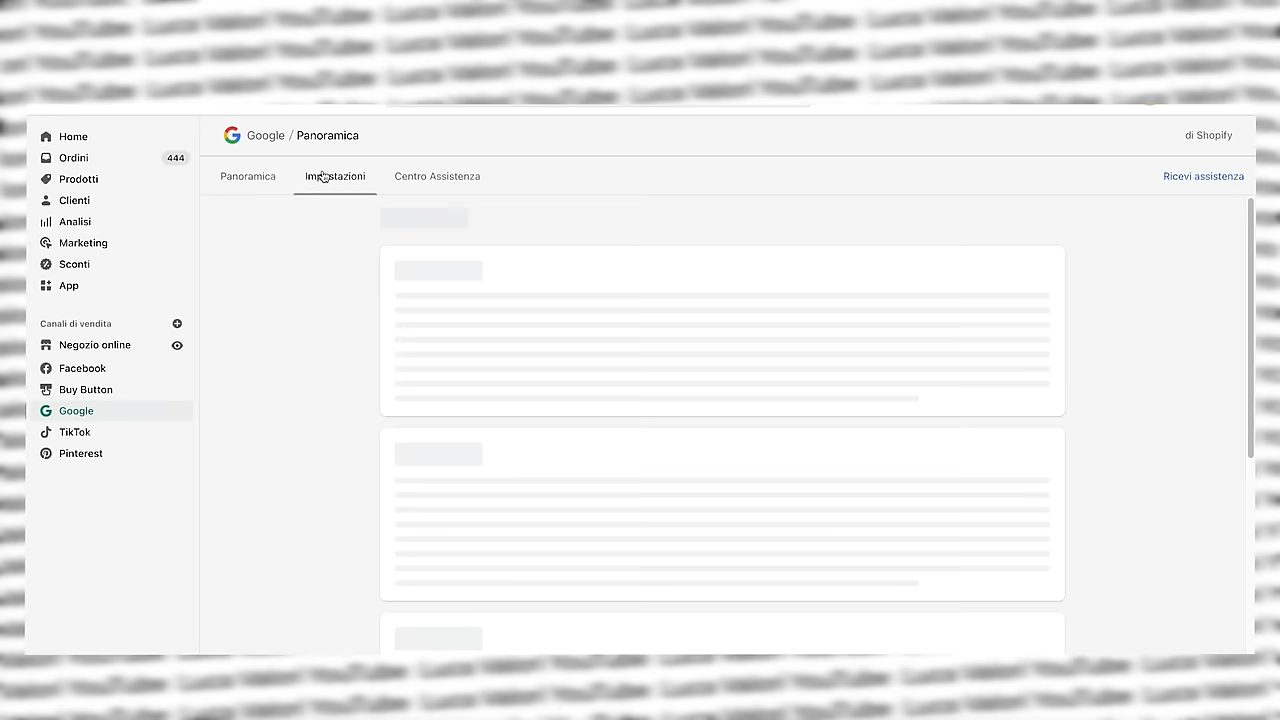 Home
Ordini 444
Prodotti
Clienti
Analisi
Marketing
Sconti
App
Canali di vendita
Negozio online
Facebook
Buy Button
Google
TikTok
Pinterest
Google / Panoramica
di Shopify
Panoramica
Impostazioni
Centro Assistenza
Ricevi assistenza